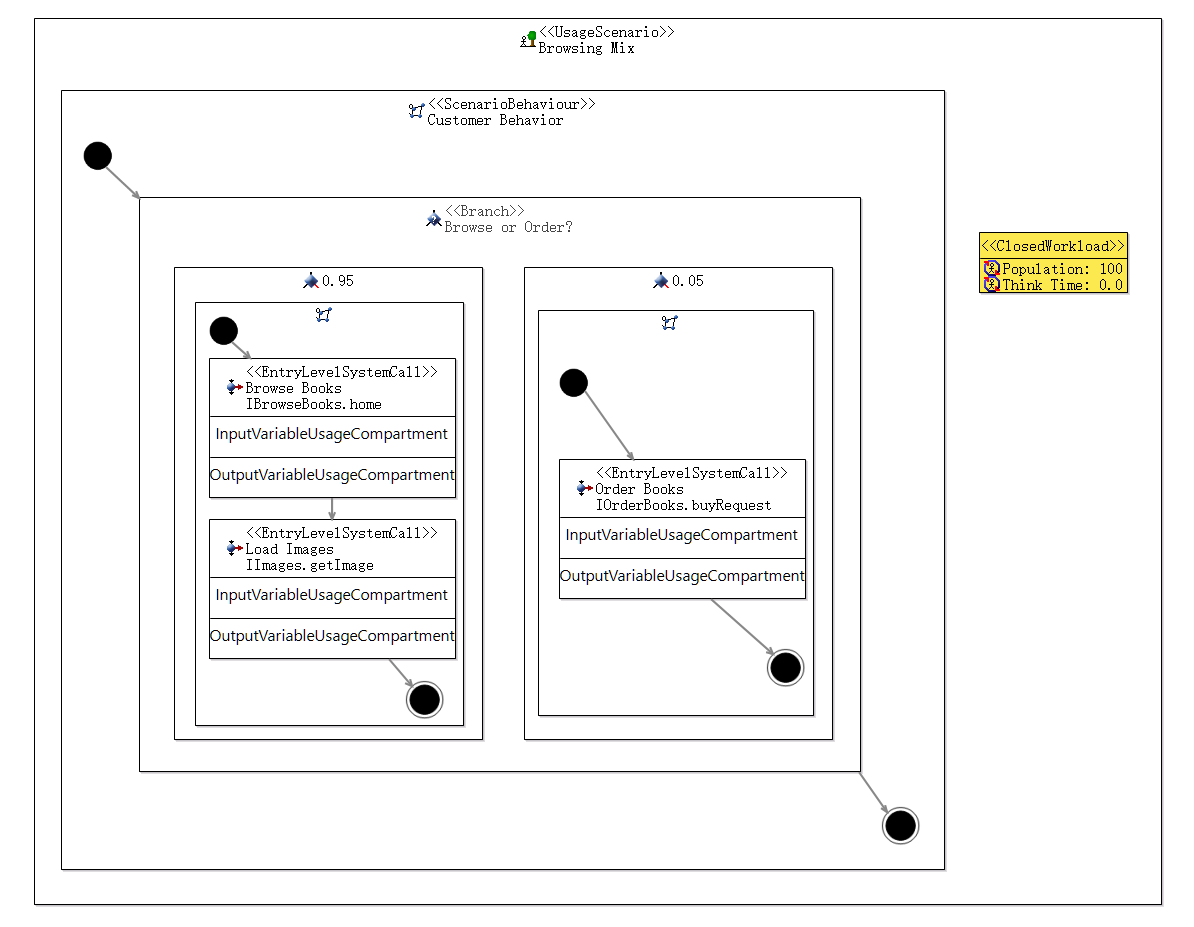 <<UsageScenario>>
Browsing Mix
<<ScenarioBehaviour>>
Customer Behavior
<<Branch>>
Browse or Order?
0.95
<<EntryLevelSystemCall>>
Browse Books
IBrowseBooks.home
InputVariableUsageCompartment
OutputVariableUsageCompartment
<<EntryLevelSystemCall>>
Load Images
IImages.getImage
InputVariableUsageCompartment
OutputVariableUsageCompartment
0.05
<<EntryLevelSystemCall>>
Order Books
IOrderBooks.buyRequest
InputVariableUsageCompartment
OutputVariableUsageCompartment
<<ClosedWorkload>>
Population: 100
Think Time: 0.0